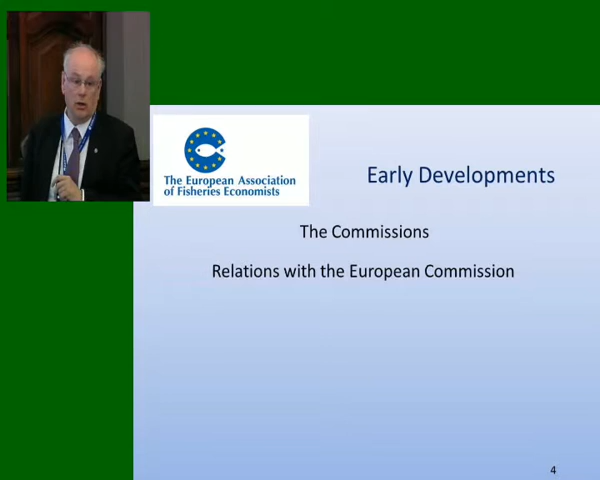 The European Association
of Fisheries Economists
Early Developments
The Commissions
Relations with the European Commission
4